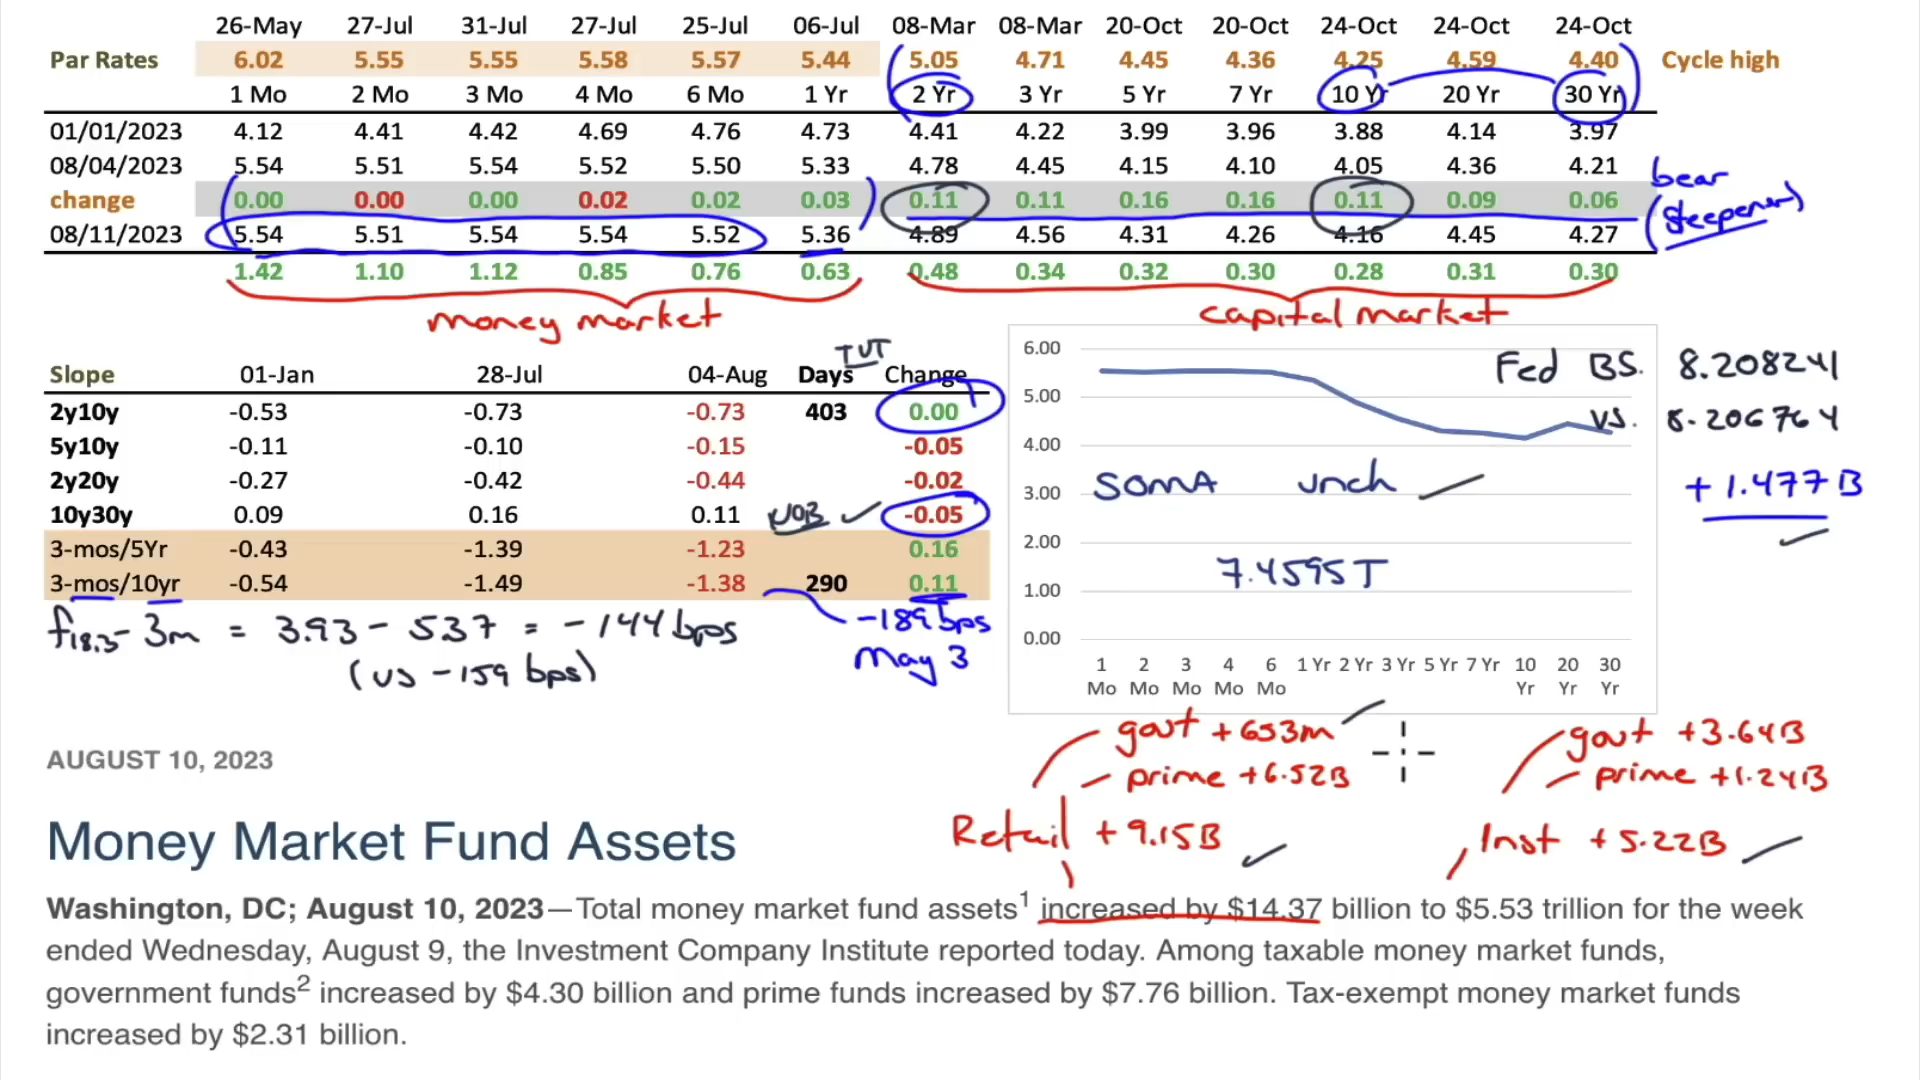 26-May 27-Jul 31-Jul 27-Jul 25-Jul 06-Jul 08-Mar 08-Mar 20-Oct 20-Oct 24-Oct 24-Oct 24-Oct
Par Rates 6.02 5.55 5.55 5.58 5.57 5.44 5.05 4.71 4.45 4.36 4.25 4.59 4.40 Cycle high
1 Mo 2 Mo 3 Mo 4 Mo 6 Mo 1 Yr 2 Yr 3 Yr 5 Yr 7 Yr 10 Yr 20 Yr 30 Yr
01/01/2023 4.12 4.41 4.42 4.69 4.76 4.73 4.41 4.22 3.99 3.96 3.88 4.14 3.97
08/04/2023 5.54 5.51 5.54 5.52 5.50 5.33 4.78 4.45 4.15 4.10 4.05 4.36 4.21
bear
change 0.00 0.00 0.00 0.02 0.02 0.03 0.11 0.11 0.16 0.16 0.11 0.09 0.06
(steepener)
08/11/2023 5.54 5.51 5.54 5.54 5.52 5.36 4.89 4.56 4.31 4.26 4.16 4.45 4.27
1.42 1.10 1.12 0.85 0.76 0.63 0.48 0.34 0.32 0.30 0.28 0.31 0.30
money market capital market
TUT
Slope 01-Jan 28-Jul 04-Aug Days Change
2y10y -0.53 -0.73 -0.73 403 0.00
5y10y -0.11 -0.10 -0.15 -0.05
2y20y -0.27 -0.42 -0.44 -0.02
10y30y 0.09 0.16 0.11 NOB -0.05
3-mos/5Yr -0.43 -1.39 -1.23 0.16
3-mos/10yr -0.54 -1.49 -1.38 290 0.11
f18,3 - 3m = 3.93 - 5.37 = -144 bps
(vs -159 bps)
-189 bps
May 3
6.00
5.00
4.00
3.00
2.00
1.00
0.00
1 Mo 2 Mo 3 Mo 4 Mo 6 Mo 1 Yr 2 Yr 3 Yr 5 Yr 7 Yr 10 Yr 20 Yr 30 Yr
Fed BS. 8.208241
vs. 8.206764
+1.477B
SOMA unch
7.4595T
govt +653m
prime +6.52B
Retail +9.15B
govt +3.64B
prime +1.24B
Inst +5.22B
AUGUST 10, 2023
Money Market Fund Assets
Washington, DC; August 10, 2023—Total money market fund assets1 increased by $14.37 billion to $5.53 trillion for the week
ended Wednesday, August 9, the Investment Company Institute reported today. Among taxable money market funds,
government funds2 increased by $4.30 billion and prime funds increased by $7.76 billion. Tax-exempt money market funds
increased by $2.31 billion.